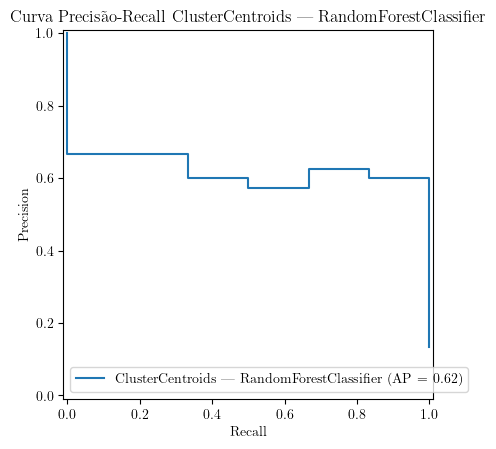 Curva Precisão-Recall ClusterCentroids — RandomForestClassifier
1.0
0.8
0.6
0.4
0.2
0.0
Precision
ClusterCentroids — RandomForestClassifier (AP = 0.62)
0.0 0.2 0.4 0.6 0.8 1.0
Recall